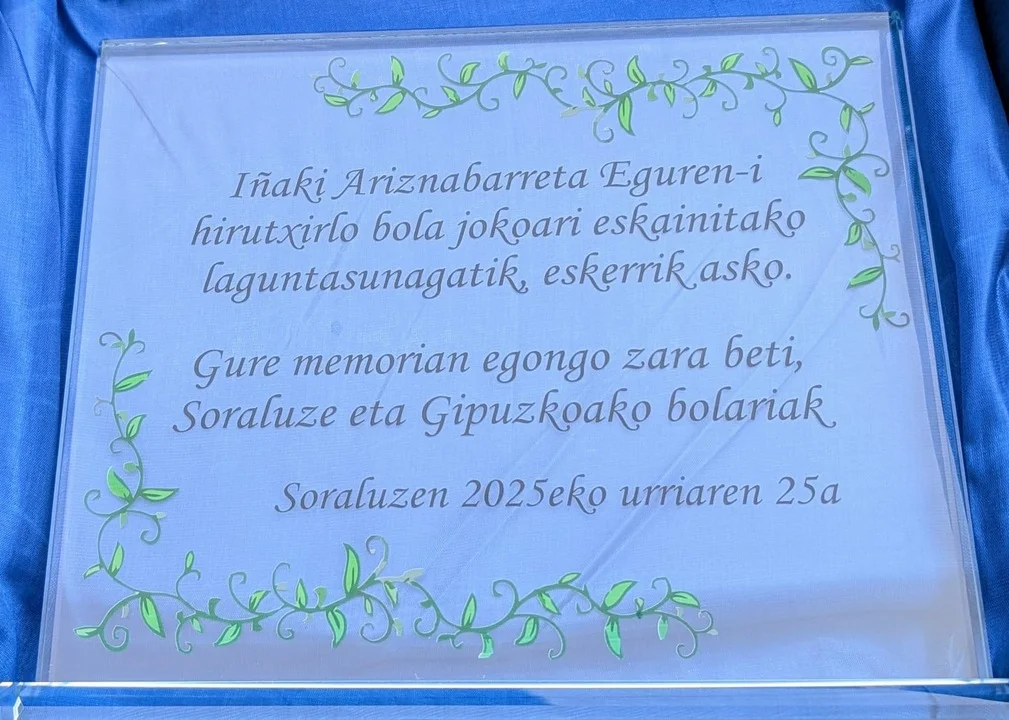 Iñaki Ariznabarreta Eguren-i
hirutxirlo bola jokoari eskainitako
laguntasunagatik, eskerrik asko.
Gure memorian egongo zara beti,
Soraluze eta Gipuzkoako bolariak
Soraluzen 2025eko urriaren 25a